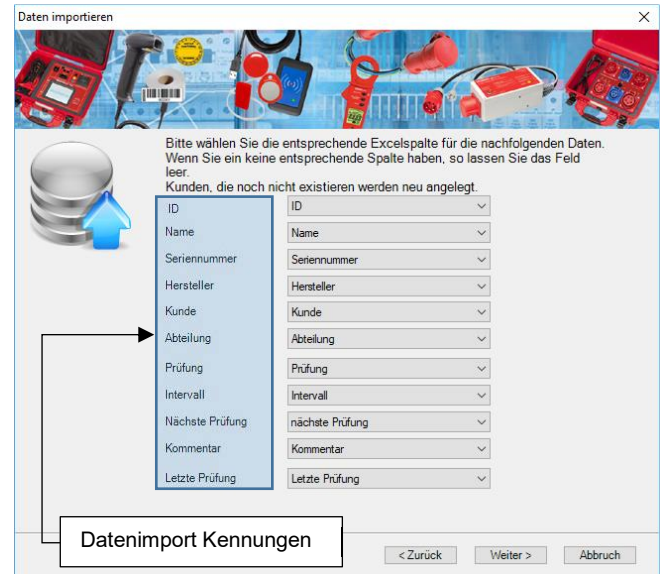 Daten importieren
Bitte wählen Sie die entsprechende Excelspalte für die nachfolgenden Daten.
Wenn Sie ein keine entsprechende Spalte haben, so lassen Sie das Feld
leer.
Kunden, die noch nicht existieren werden neu angelegt.
ID ID
Name Name
Seriennummer Seriennummer
Hersteller Hersteller
Kunde Kunde
Abteilung Abteilung
Prüfung Prüfung
Intervall Intervall
Nächste Prüfung nächste Prüfung
Kommentar Kommentar
Letzte Prüfung Letzte Prüfung
Datenimport Kennungen
< Zurück Weiter > Abbruch